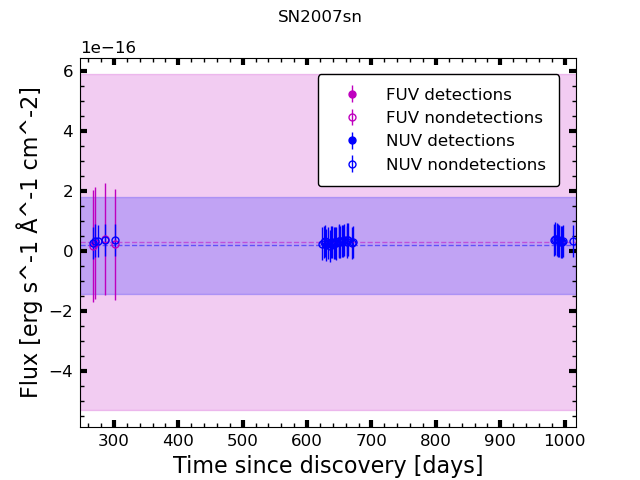 SN2007sn
1e−16
6
4
2
0
−2
−4
Flux [erg s^-1 Å^-1 cm^-2]
FUV detections
FUV nondetections
NUV detections
NUV nondetections
300 400 500 600 700 800 900 1000
Time since discovery [days]